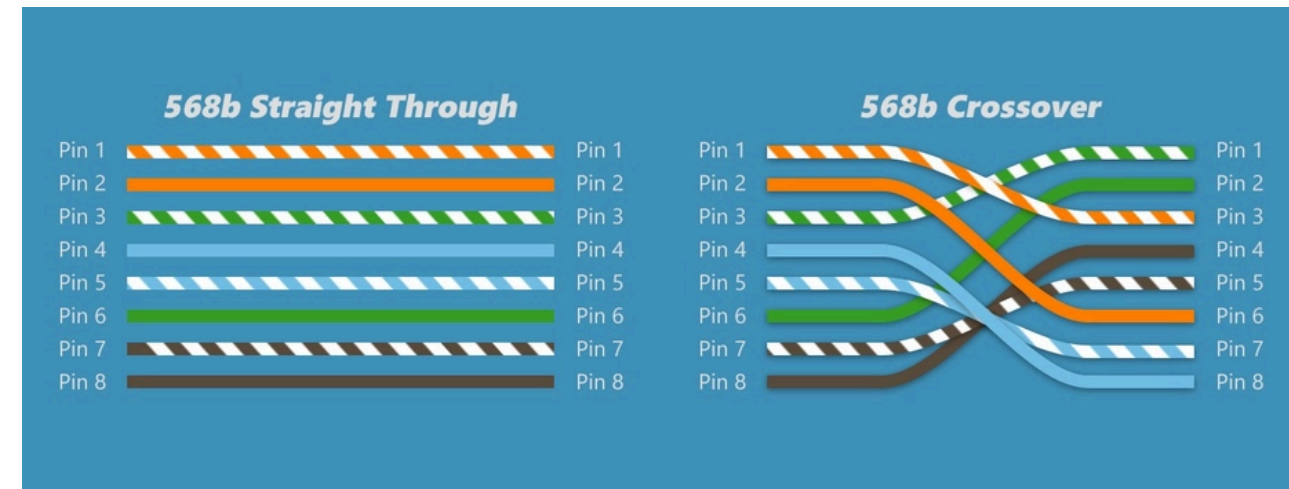 568b Straight Through
Pin 1 Pin 1
Pin 2 Pin 2
Pin 3 Pin 3
Pin 4 Pin 4
Pin 5 Pin 5
Pin 6 Pin 6
Pin 7 Pin 7
Pin 8 Pin 8
568b Crossover
Pin 1 Pin 1
Pin 2 Pin 2
Pin 3 Pin 3
Pin 4 Pin 4
Pin 5 Pin 5
Pin 6 Pin 6
Pin 7 Pin 7
Pin 8 Pin 8